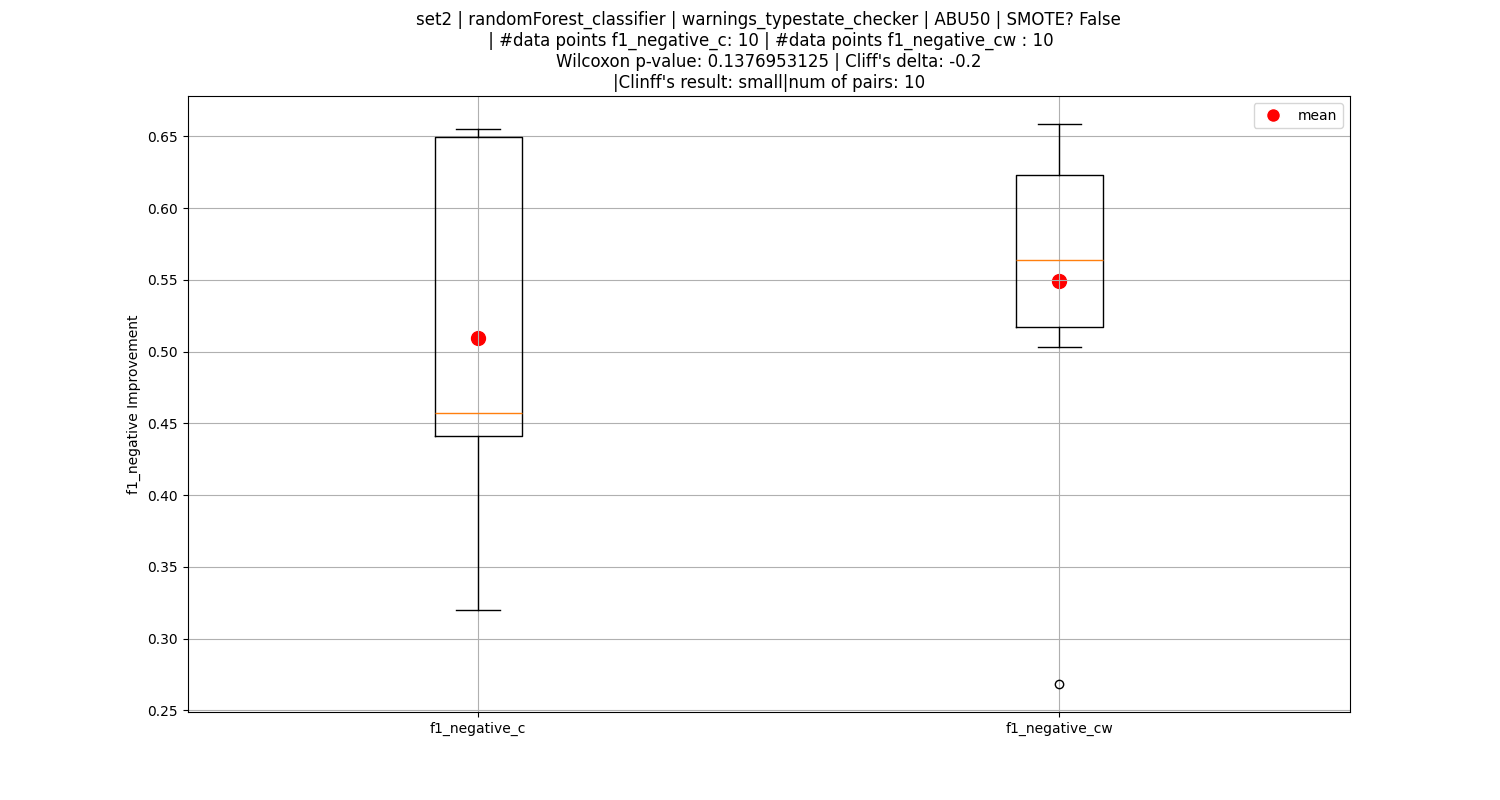 set2 | randomForest_classifier | warnings_typestate_checker | ABU50 | SMOTE? False
| #data points f1_negative_c: 10 | #data points f1_negative_cw : 10
Wilcoxon p-value: 0.1376953125 | Cliff's delta: -0.2
|Clinff's result: small|num of pairs: 10
mean
0.65
0.60
0.55
0.50
0.45
0.40
0.35
0.30
0.25
f1_negative Improvement
f1_negative_c
f1_negative_cw